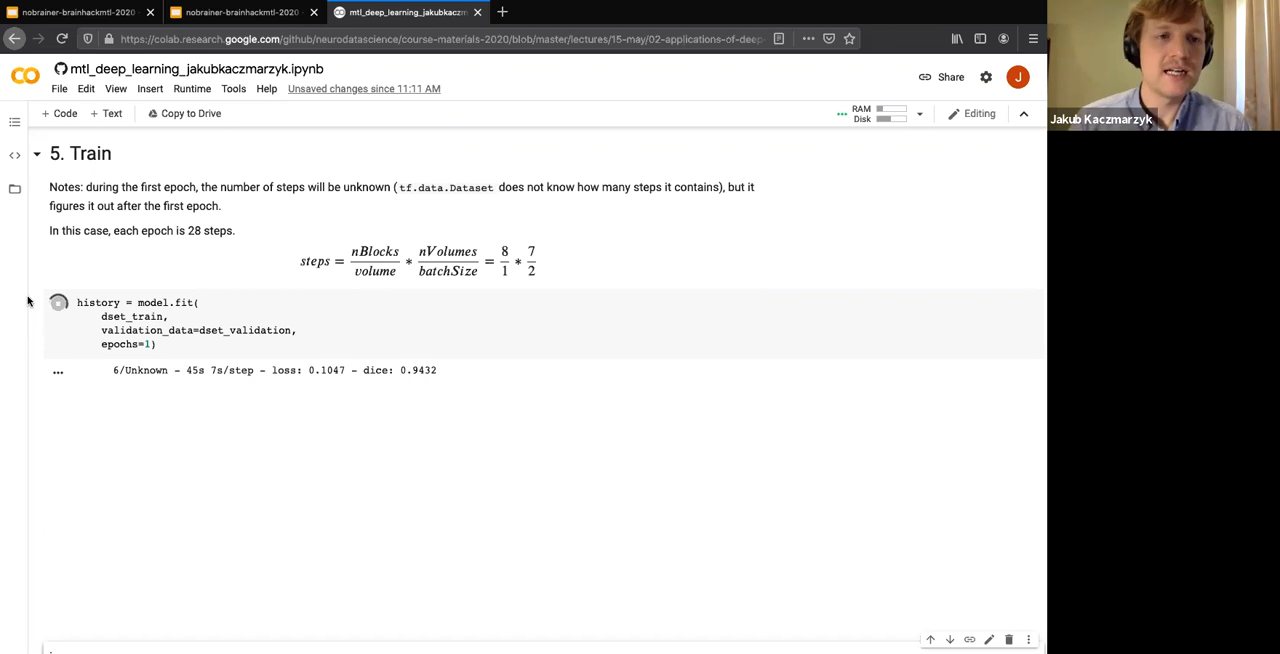 nobrainer-brainhackmtl-2020
nobrainer-brainhackmtl-2020
mtl_deep_learning_jakubkaczm
https://colab.research.google.com/github/neurodatascience/course-materials-2020/blob/master/lectures/15-may/02-applications-of-deep-
mtl_deep_learning_jakubkaczmarzyk.ipynb
File Edit View Insert Runtime Tools Help Unsaved changes since 11:11 AM
Share
J
+ Code + Text Copy to Drive
RAM
Disk
Editing
5. Train
Notes: during the first epoch, the number of steps will be unknown ( tf.data.Dataset does not know how many steps it contains), but it
figures it out after the first epoch.
In this case, each epoch is 28 steps.
steps = nBlocks/volume * nVolumes/batchSize = 8/1 * 7/2
history = model.fit(
dset_train,
validation_data=dset_validation,
epochs=1)
... 6/Unknown - 45s 7s/step - loss: 0.1047 - dice: 0.9432
Jakub Kaczmarzyk